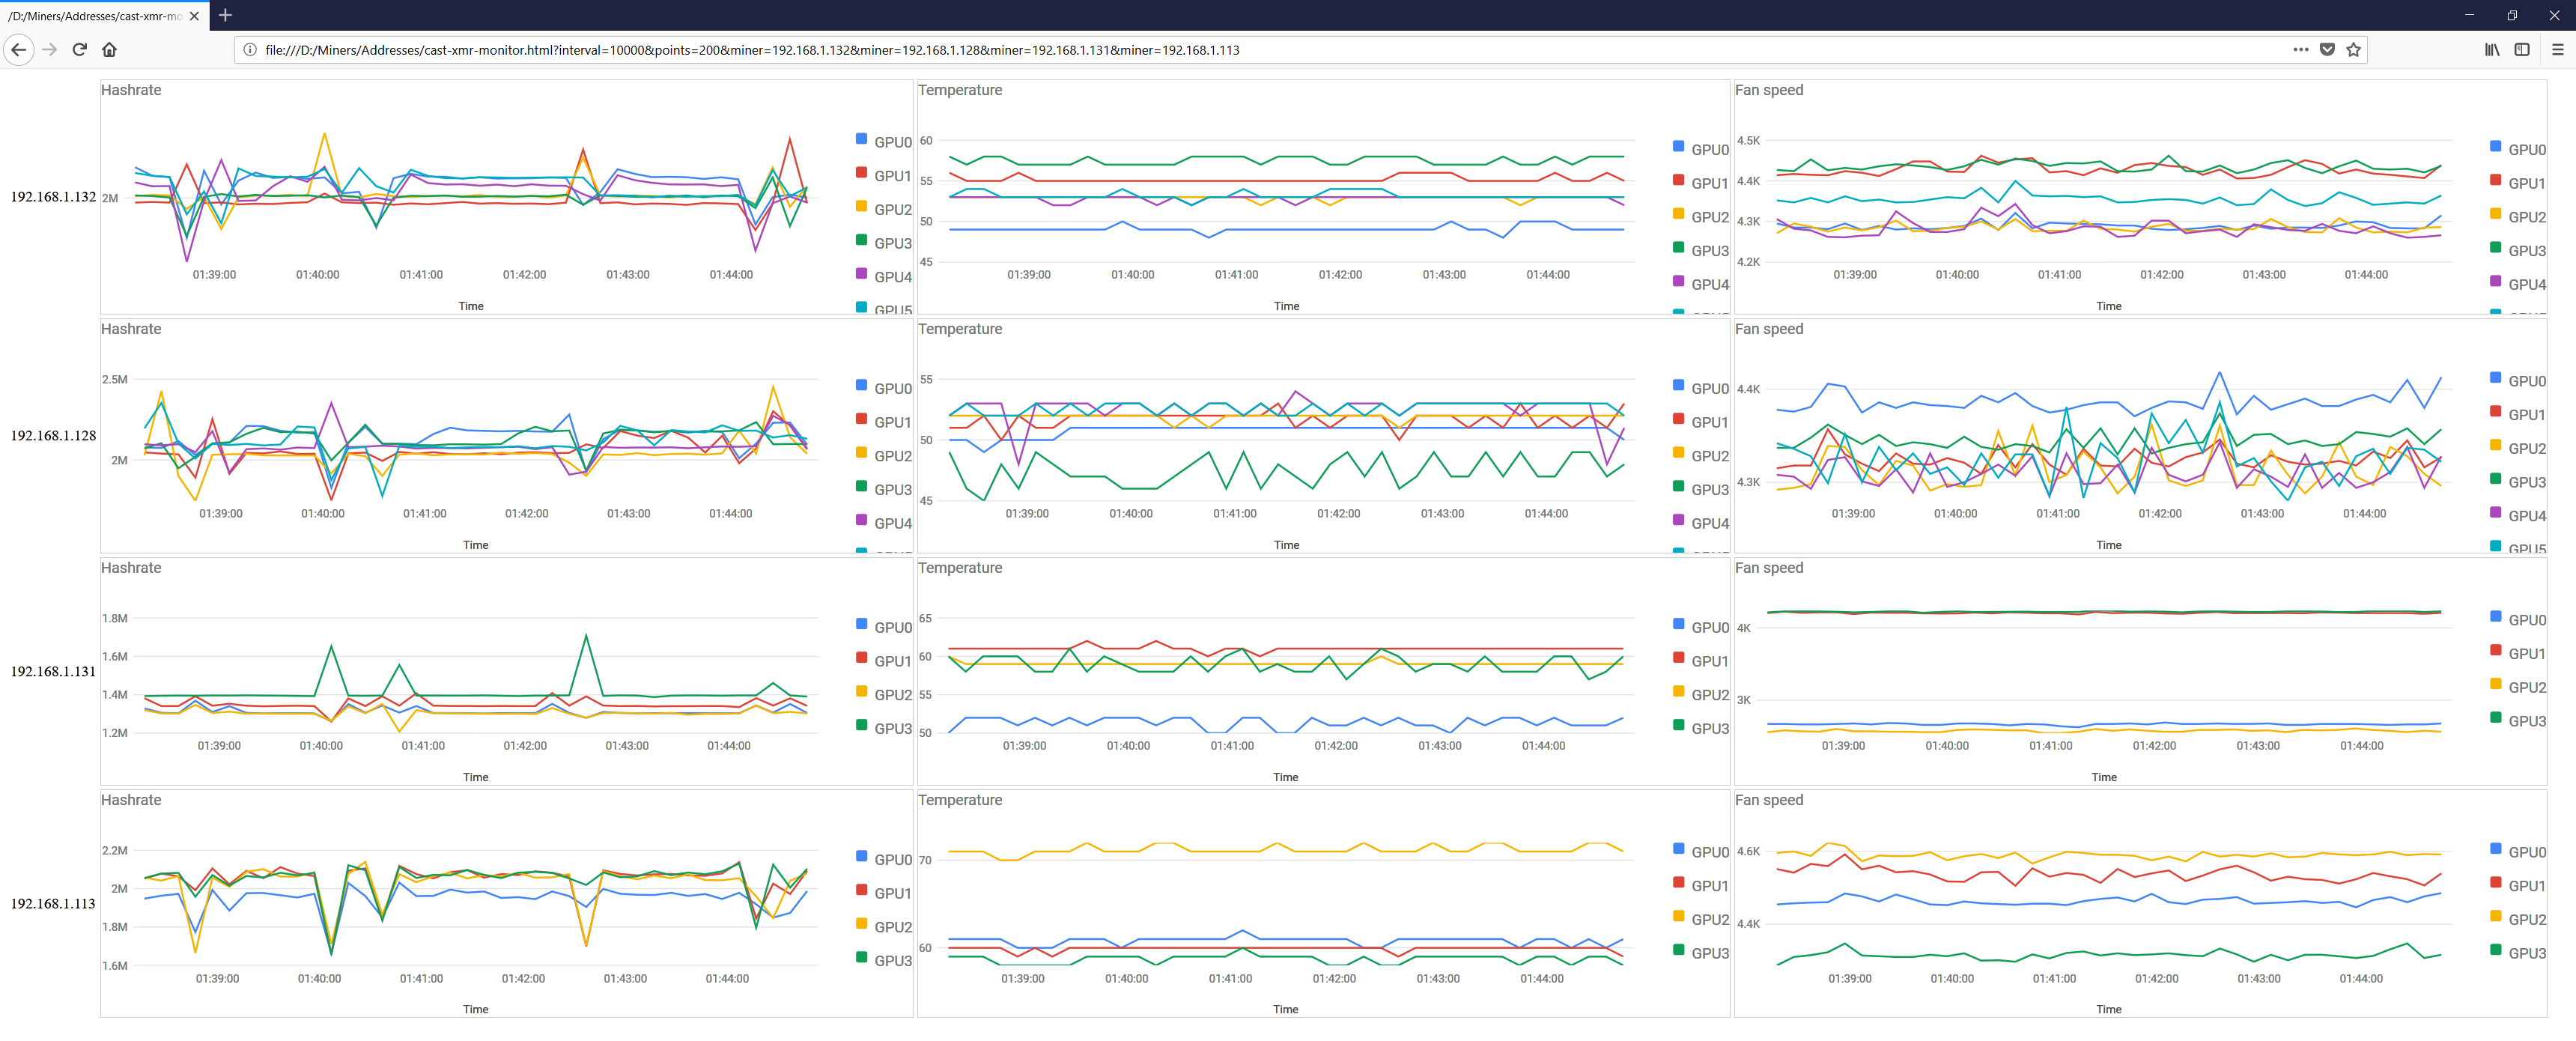 /D:/Miners/Addresses/cast-xmr-mo
file:///D:/Miners/Addresses/cast-xmr-monitor.html?interval=10000&points=200&miner=192.168.1.132&miner=192.168.1.128&miner=192.168.1.131&miner=192.168.1.113
192.168.1.132
Hashrate
2M
01:39:00 01:40:00 01:41:00 01:42:00 01:43:00 01:44:00
Time
GPU0
GPU1
GPU2
GPU3
GPU4
GPU5
Temperature
60
55
50
45
01:39:00 01:40:00 01:41:00 01:42:00 01:43:00 01:44:00
Time
GPU0
GPU1
GPU2
GPU3
GPU4
Fan speed
4.5K
4.4K
4.3K
4.2K
01:39:00 01:40:00 01:41:00 01:42:00 01:43:00 01:44:00
Time
GPU0
GPU1
GPU2
GPU3
GPU4
192.168.1.128
Hashrate
2.5M
2M
01:39:00 01:40:00 01:41:00 01:42:00 01:43:00 01:44:00
Time
GPU0
GPU1
GPU2
GPU3
GPU4
Temperature
55
50
45
01:39:00 01:40:00 01:41:00 01:42:00 01:43:00 01:44:00
Time
GPU0
GPU1
GPU2
GPU3
GPU4
Fan speed
4.4K
4.3K
01:39:00 01:40:00 01:41:00 01:42:00 01:43:00 01:44:00
Time
GPU0
GPU1
GPU2
GPU3
GPU4
GPU5
192.168.1.131
Hashrate
1.8M
1.6M
1.4M
1.2M
01:39:00 01:40:00 01:41:00 01:42:00 01:43:00 01:44:00
Time
GPU0
GPU1
GPU2
GPU3
Temperature
65
60
55
50
01:39:00 01:40:00 01:41:00 01:42:00 01:43:00 01:44:00
Time
GPU0
GPU1
GPU2
GPU3
Fan speed
4K
3K
01:39:00 01:40:00 01:41:00 01:42:00 01:43:00 01:44:00
Time
GPU0
GPU1
GPU2
GPU3
192.168.1.113
Hashrate
2.2M
2M
1.8M
1.6M
01:39:00 01:40:00 01:41:00 01:42:00 01:43:00 01:44:00
Time
GPU0
GPU1
GPU2
GPU3
Temperature
70
60
01:39:00 01:40:00 01:41:00 01:42:00 01:43:00 01:44:00
Time
GPU0
GPU1
GPU2
GPU3
Fan speed
4.6K
4.4K
01:39:00 01:40:00 01:41:00 01:42:00 01:43:00 01:44:00
Time
GPU0
GPU1
GPU2
GPU3